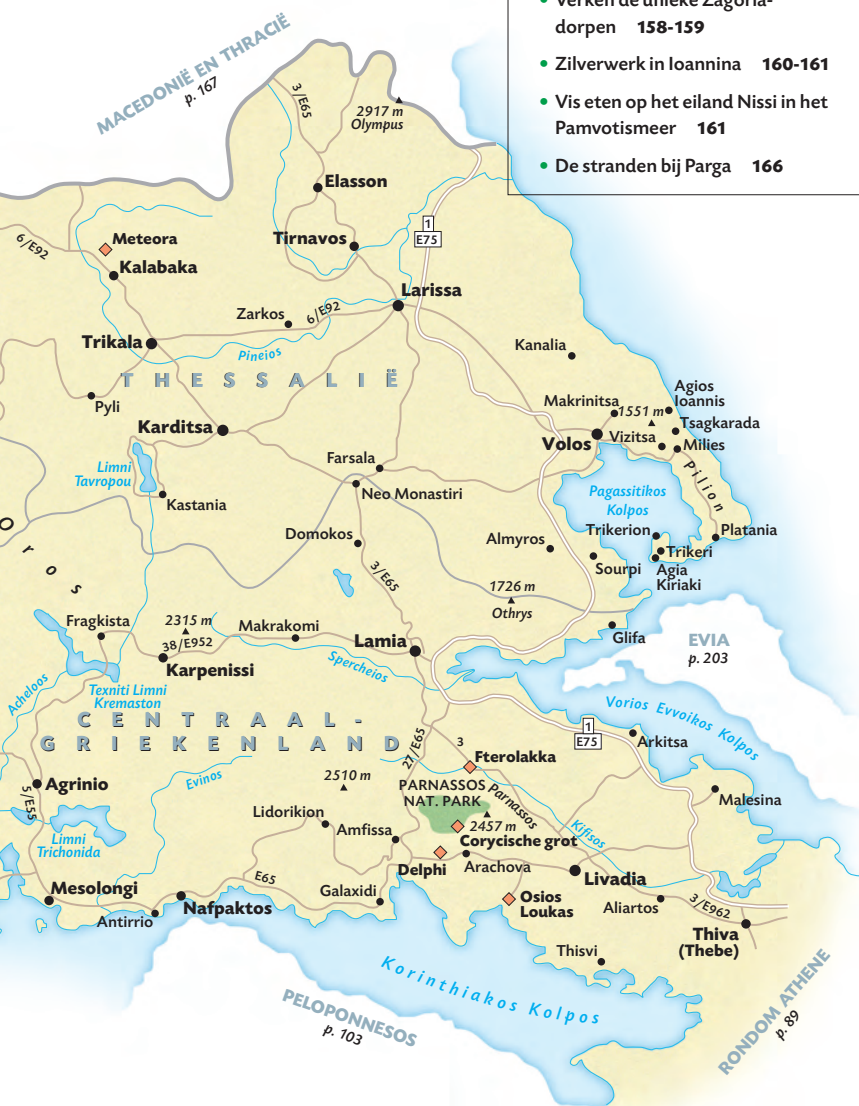 • Verken de unieke Zagoria-
dorpen 158-159
• Zilverwerk in Ioannina 160-161
• Vis eten op het eiland Nissi in het
Pamvotismeer 161
• De stranden bij Parga 166
MACEDONIË EN THRACIË
p. 167
3/E65
2917 m
Olympus
Elasson
1
E75
6/E92
Meteora
Kalabaka
Tirnavos
Larissa
Zarkos
6/E92
Trikala
Pineios
Kanalia
THESSALIË
Pyli
Makrinitsa
1551 m
Agios
Ioannis
Tsagkarada
Karditsa
Volos
Vizitsa
Milies
Pilion
Limni
Tavropou
Farsala
Kastania
Neo Monastiri
Pagassitikos
Kolpos
Oros
Domokos
Almyros
Trikerion
Platania
Trikeri
Sourpi
Agia
Kiriaki
3/E65
1726 m
Othrys
Fragkista
2315 m
Makrakomi
38/E952
Karpenissi
Lamia
Glifa
EVIA
p. 203
Spercheios
Acheloos
Texniti Limni
Kremaston
Vorios Evvoikos Kolpos
CENTRAAL-
GRIEKENLAND
1
E75
Arkitsa
27/E65
3
Fterolakka
Agrinio
Evinos
2510 m
PARNASSOS
NAT. PARK
Parnassos
Malesina
5/E55
Lidorikion
Amfissa
2457 m
Corycische grot
Kifisos
Limni
Trichonida
Delphi
Arachova
Livadia
Mesolongi
E65
Galaxidi
Osios
Loukas
Aliartos
3/E962
Nafpaktos
Antirrio
Thiva
(Thebe)
Thisvi
Korinthiakos Kolpos
PELOPONNESOS
p. 103
RONDOM ATHENE
p. 89